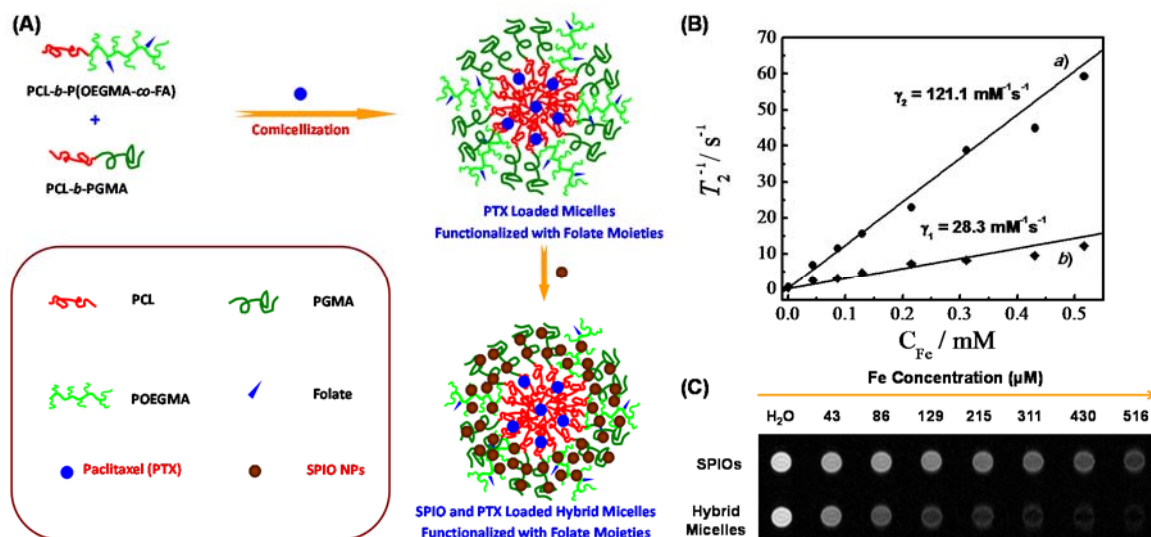 (A)
PCL-b-P(OEGMA-co-FA)
+
PCL-b-PGMA
Comicellization
PTX Loaded Micelles
Functionalized with Folate Moieties
PCL
PGMA
POEGMA
Folate
Paclitaxel (PTX)
SPIO NPs
SPIO and PTX Loaded Hybrid Micelles
Functionalized with Folate Moieties
(B)
70
60
50
40
30
20
10
0
T₂⁻¹/ s⁻¹
a)
γ₂ = 121.1 mM⁻¹s⁻¹
γ₁ = 28.3 mM⁻¹s⁻¹
b)
0.0 0.1 0.2 0.3 0.4 0.5
C_Fe / mM
(C)
Fe Concentration (µM)
H₂O 43 86 129 215 311 430 516
SPIOs
Hybrid
Micelles